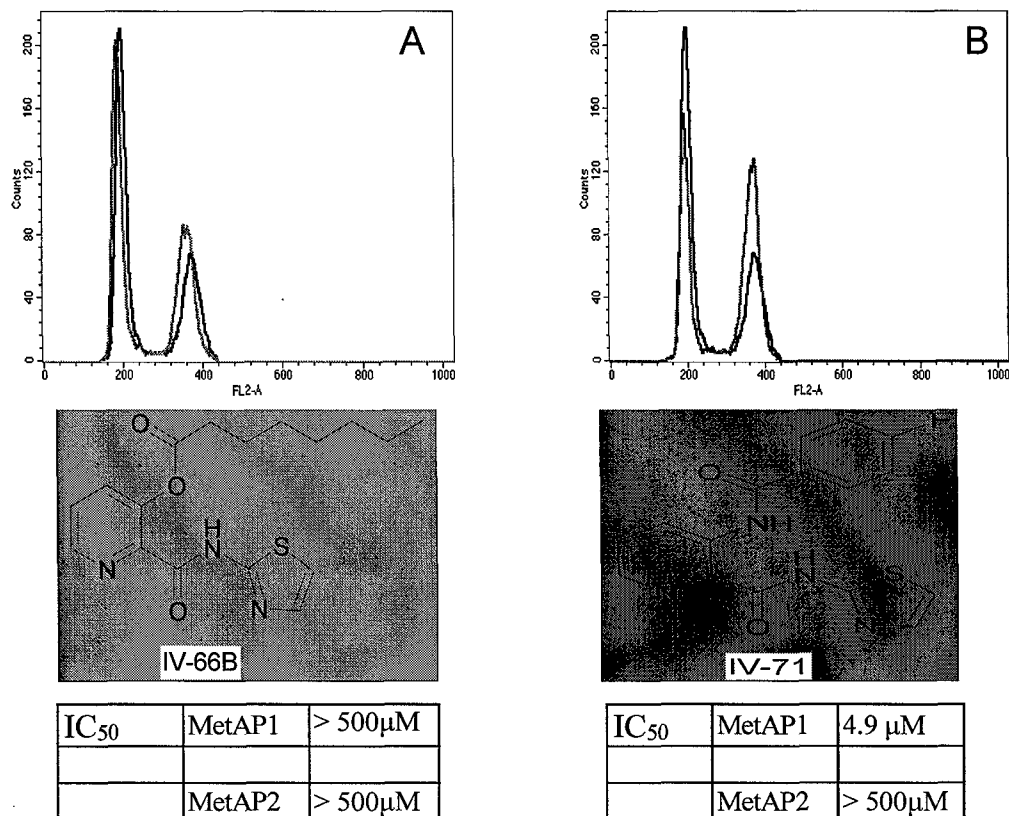 A
200
160
120
80
40
0
Counts
0 200 400 600 800 1000
FL2-A
B
200
160
120
80
40
0
Counts
0 200 400 600 800 1000
FL2-A
O
O
H
N
S
N
O
N
IV-66B
F
O
NH
H
N
S
O
IV-71
IC50 MetAP1 > 500μM
MetAP2 > 500μM
IC50 MetAP1 4.9 μM
MetAP2 > 500μM